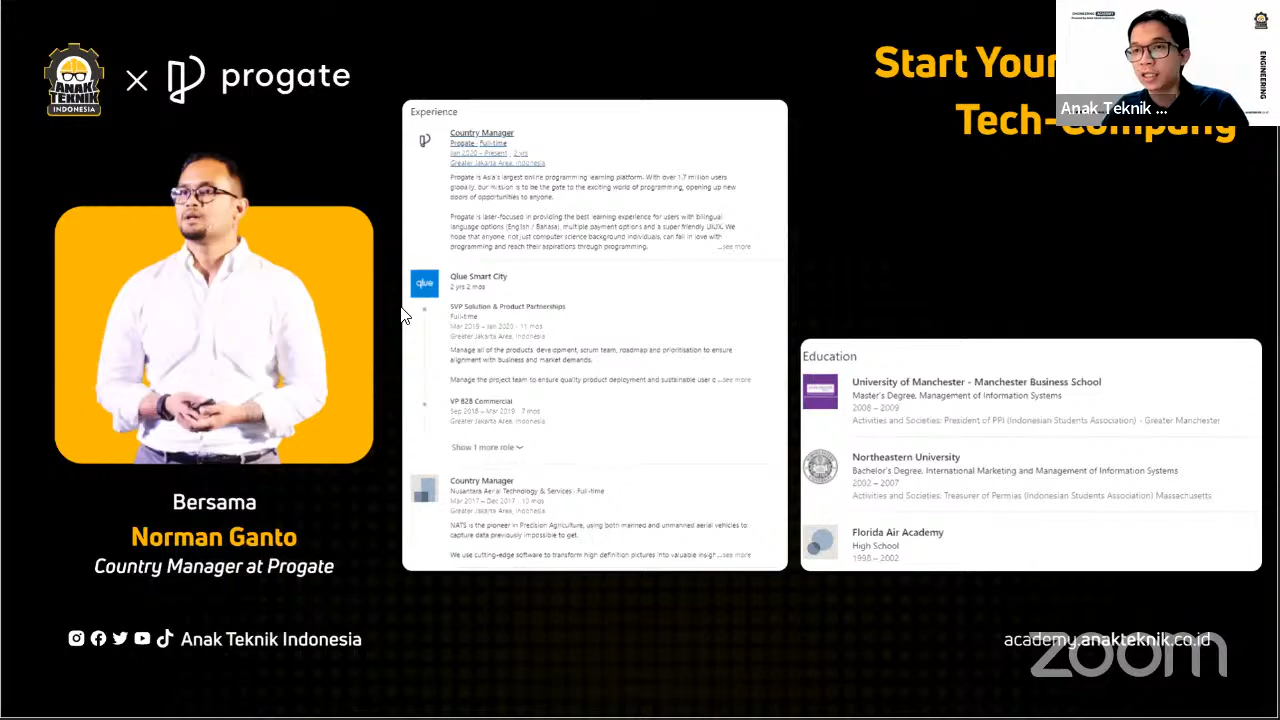 ANAK
TEKNIK
INDONESIA
progate
Start Your
Tech-Company
Anak Teknik ...
ENGINEERING
Experience
Country Manager
Progate · Full-time
Jan 2020 – Present · 2 yrs
Greater Jakarta Area, Indonesia
Progate is Asia's largest online programming learning platform. With over 1.7 million users
globally, our mission is to be the gate to the exciting world of programming, opening up new
doors of opportunities to anyone.
Progate is laser-focused in providing the best learning experience for users with bilingual
language options (English / Bahasa), multiple payment options and a super friendly UI/UX. We
hope that anyone, not just computer science background individuals, can fall in love with
programming and reach their aspirations through programming. ...see more
qlue
Qlue Smart City
2 yrs 2 mos
SVP Solution & Product Partnerships
Full-time
Mar 2019 – Jan 2020 · 11 mos
Greater Jakarta Area, Indonesia
Manage all of the products' development, scrum team, roadmap and prioritisation to ensure
alignment with business and market demands.
Manage the project team to ensure quality product deployment and sustainable user o ...see more
VP B2B Commercial
Sep 2018 – Mar 2019 · 7 mos
Greater Jakarta Area, Indonesia
Show 1 more role
Country Manager
Nusantara Aerial Technology & Services · Full-time
Mar 2017 – Dec 2017 · 10 mos
Greater Jakarta Area, Indonesia
NATS is the pioneer in Precision Agriculture, using both manned and unmanned aerial vehicles to
capture data previously impossible to get.
We use cutting-edge software to transform high definition pictures into valuable insigh ...see more
Education
University of Manchester - Manchester Business School
Master's Degree, Management of Information Systems
2008 – 2009
Activities and Societies: President of PPI (Indonesian Students Association) - Greater Manchester
Northeastern University
Bachelor's Degree, International Marketing and Management of Information Systems
2002 – 2007
Activities and Societies: Treasurer of Permias (Indonesian Students Association) Massachusetts
Florida Air Academy
High School
1998 – 2002
Bersama
Norman Ganto
Country Manager at Progate
Anak Teknik Indonesia
academy.anakteknik.co.id
zoom